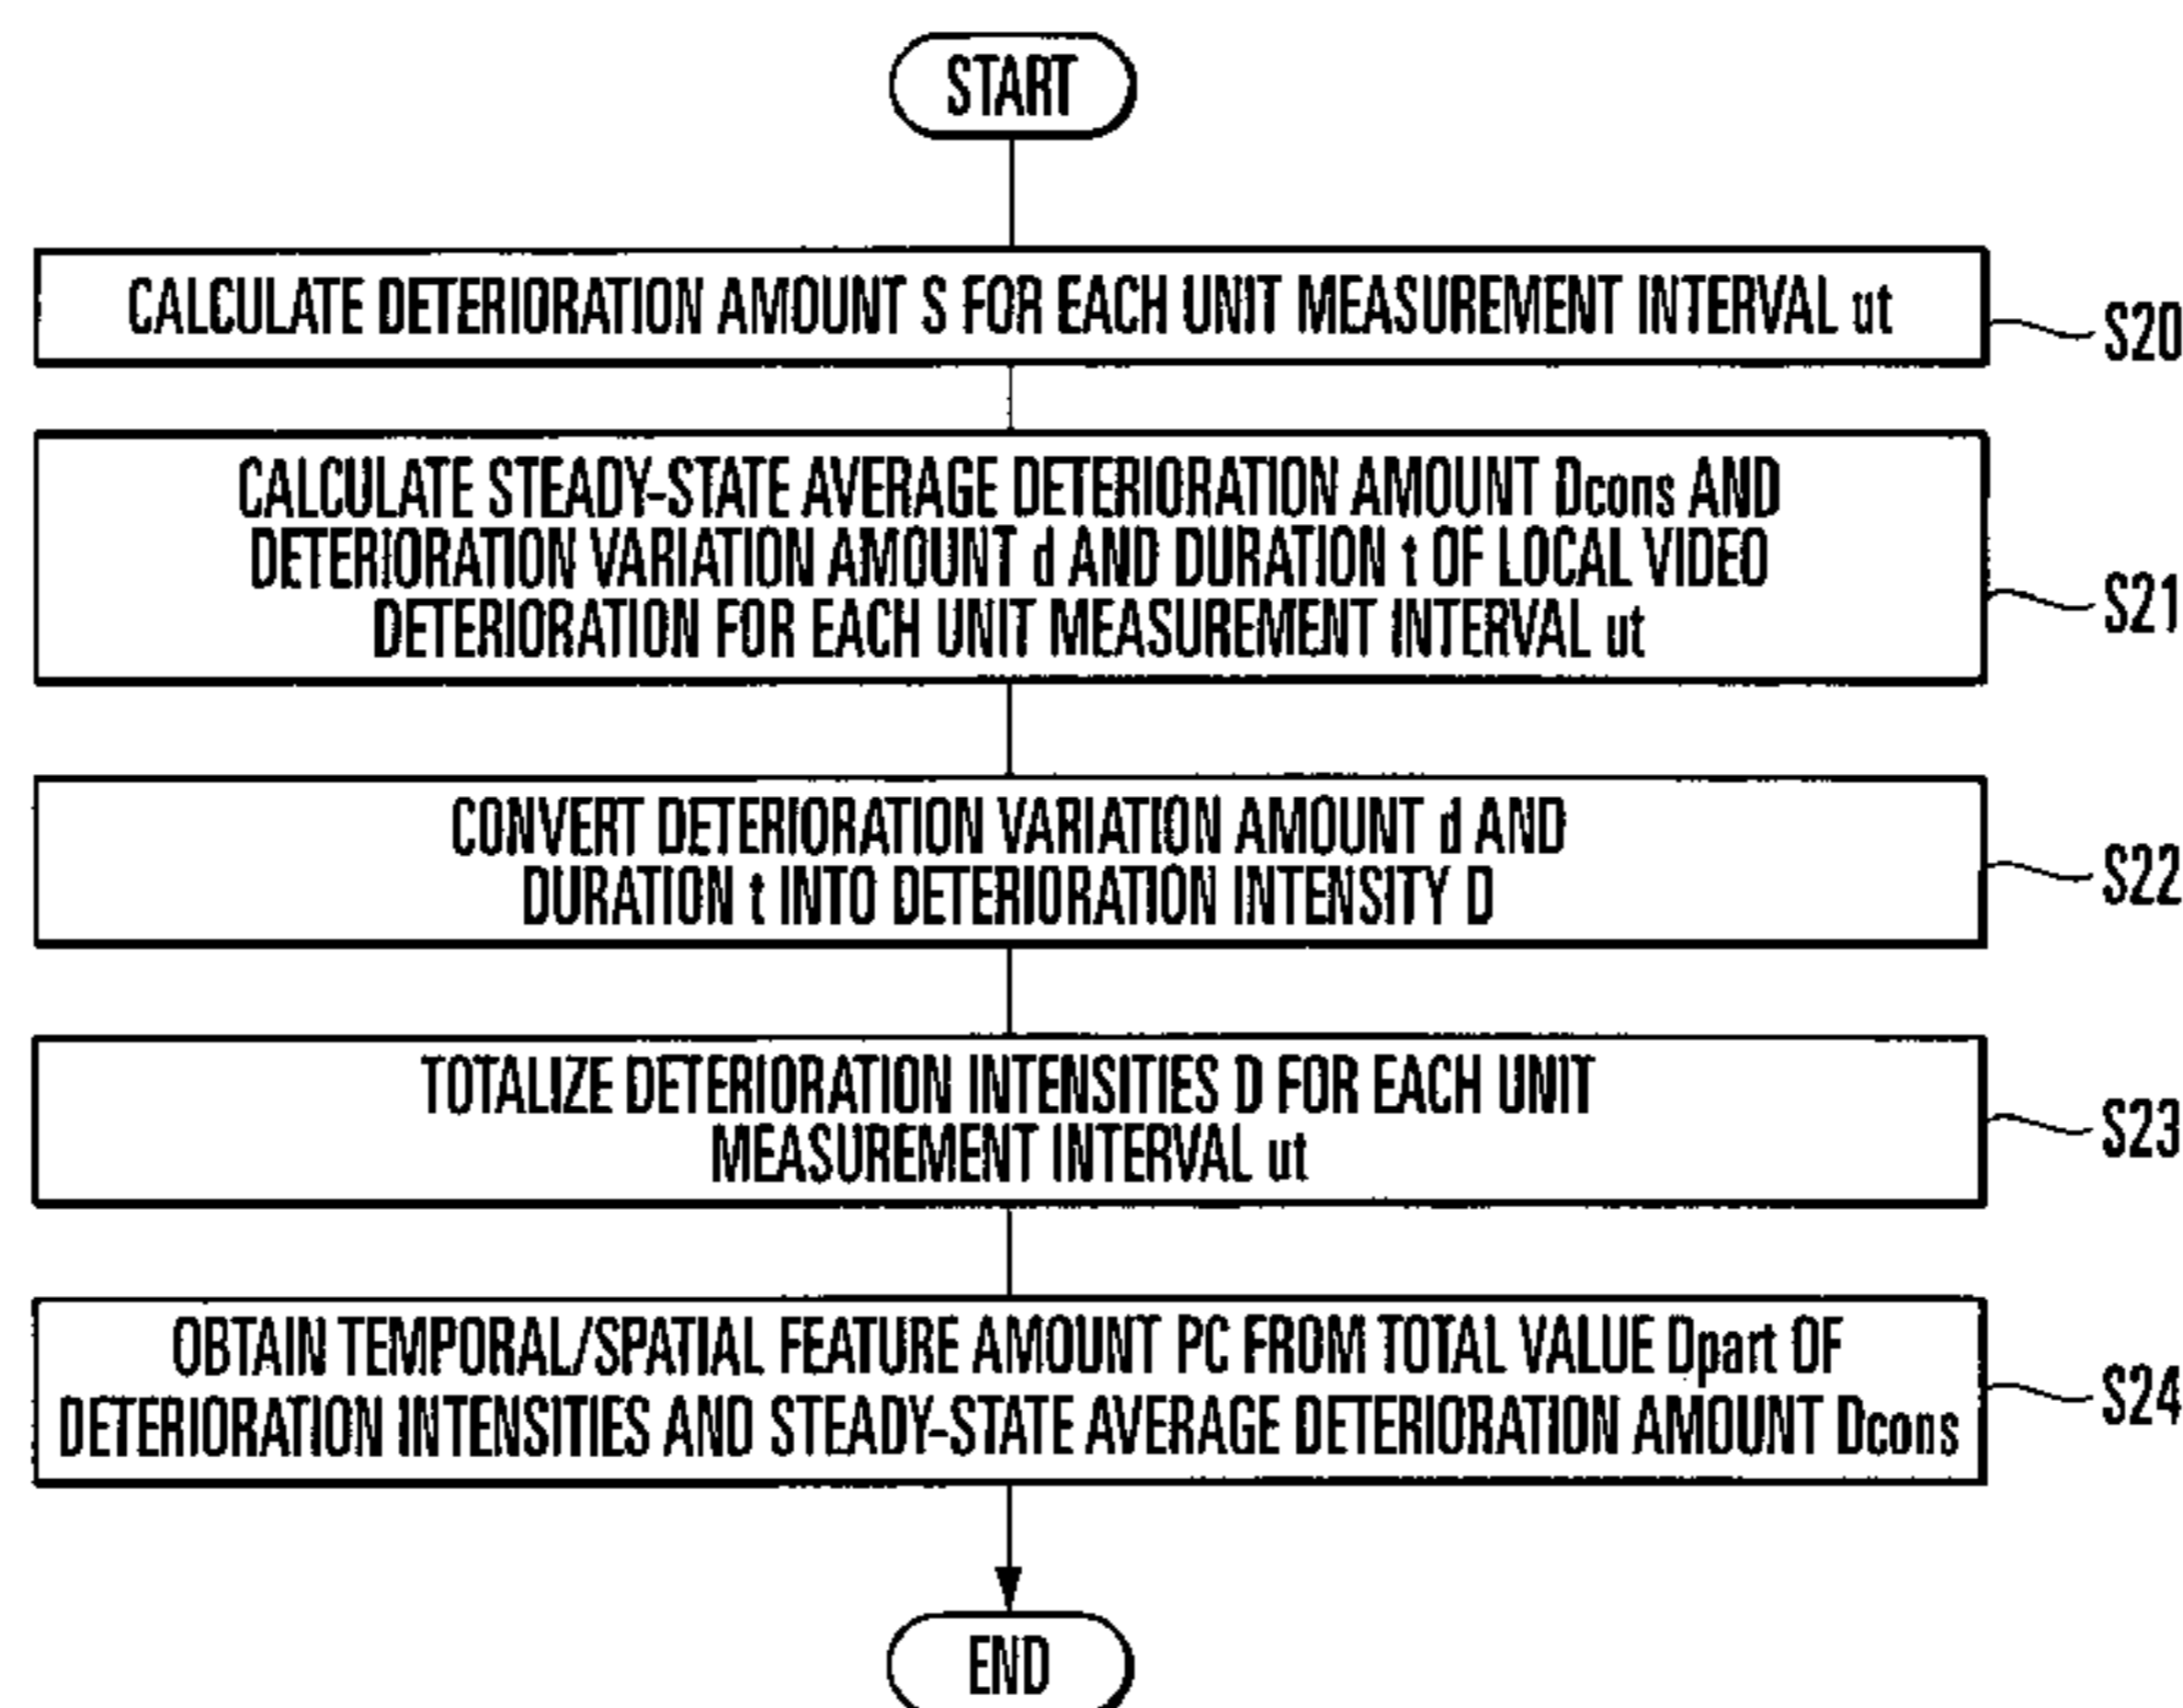 START
CALCULATE DETERIORATION AMOUNT S FOR EACH UNIT MEASUREMENT INTERVAL ut
S20
CALCULATE STEADY-STATE AVERAGE DETERIORATION AMOUNT Dcons AND
DETERIORATION VARIATION AMOUNT d AND DURATION t OF LOCAL VIDEO
DETERIORATION FOR EACH UNIT MEASUREMENT INTERVAL ut
S21
CONVERT DETERIORATION VARIATION AMOUNT d AND
DURATION t INTO DETERIORATION INTENSITY D
S22
TOTALIZE DETERIORATION INTENSITIES D FOR EACH UNIT
MEASUREMENT INTERVAL ut
S23
OBTAIN TEMPORAL/SPATIAL FEATURE AMOUNT PC FROM TOTAL VALUE Dpart OF
DETERIORATION INTENSITIES AND STEADY-STATE AVERAGE DETERIORATION AMOUNT Dcons
S24
END